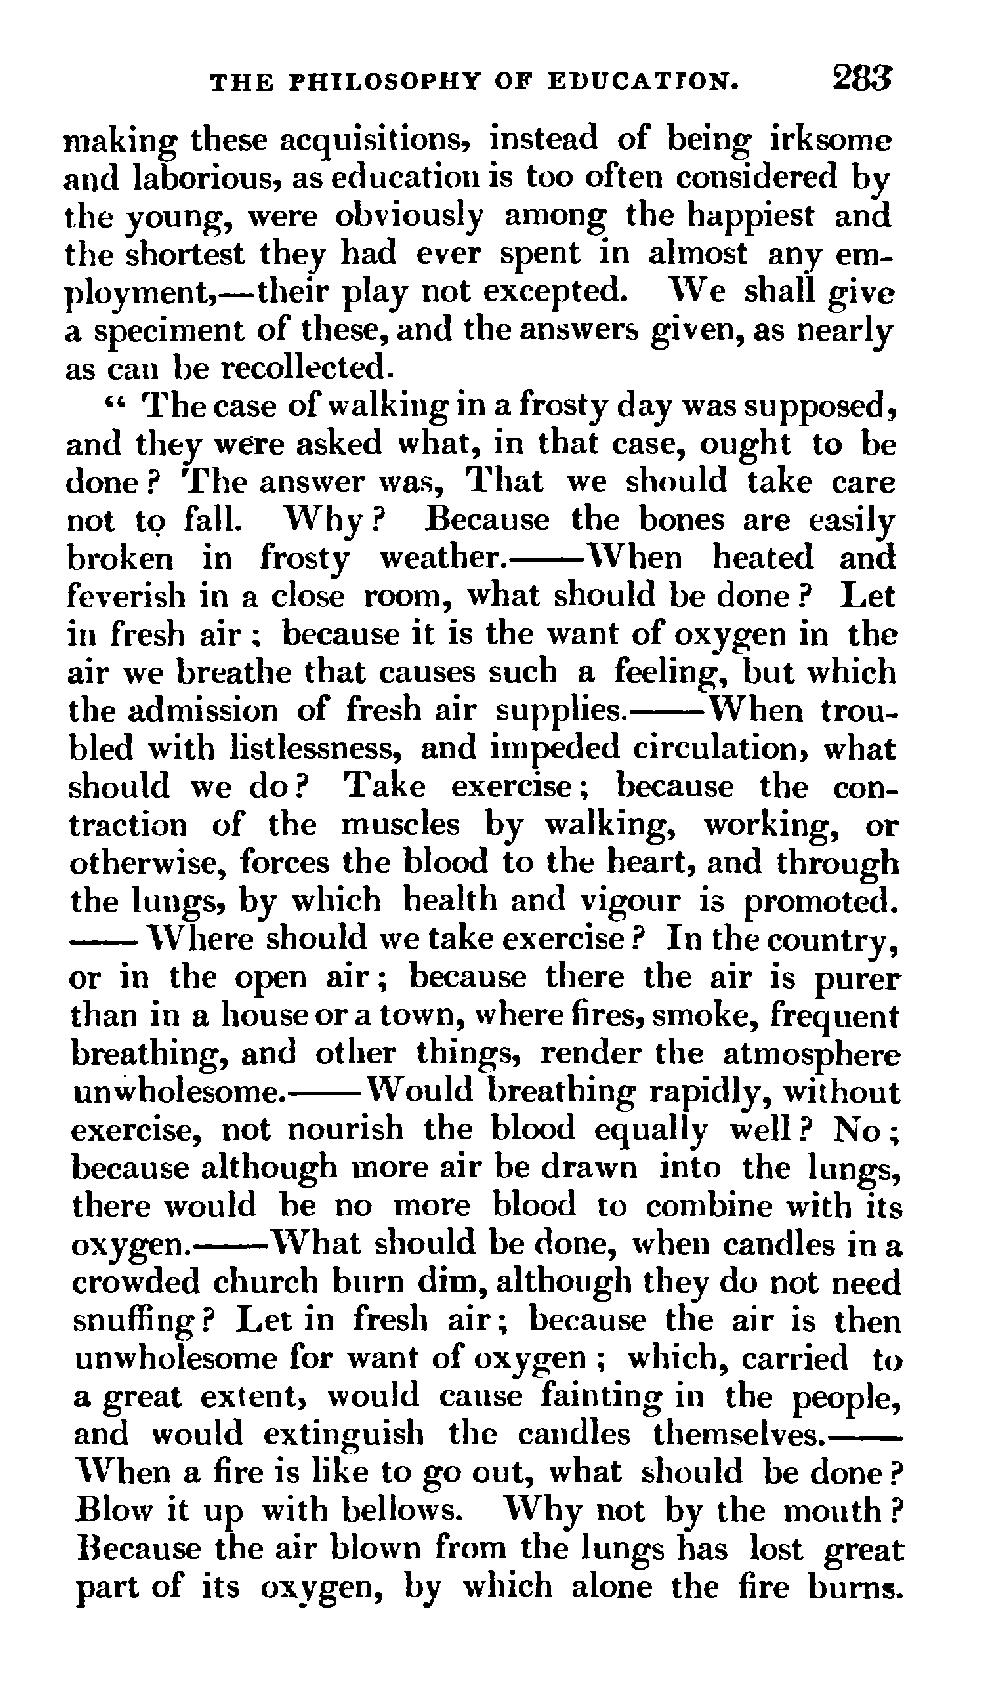 THE PHILOSOPHY OF EDUCATION. 283
making these acquisitions, instead of being irksome
and laborious, as education is too often considered by
the young, were obviously among the happiest and
the shortest they had ever spent in almost any em-
ployment,—their play not excepted. We shall give
a speciment of these, and the answers given, as nearly
as can be recollected.
“ The case of walking in a frosty day was supposed,
and they were asked what, in that case, ought to be
done ? The answer was, That we should take care
not to fall. Why ? Because the bones are easily
broken in frosty weather.——When heated and
feverish in a close room, what should be done ? Let
in fresh air ; because it is the want of oxygen in the
air we breathe that causes such a feeling, but which
the admission of fresh air supplies.——When trou-
bled with listlessness, and impeded circulation, what
should we do ? Take exercise ; because the con-
traction of the muscles by walking, working, or
otherwise, forces the blood to the heart, and through
the lungs, by which health and vigour is promoted.
——Where should we take exercise ? In the country,
or in the open air ; because there the air is purer
than in a house or a town, where fires, smoke, frequent
breathing, and other things, render the atmosphere
unwholesome.——Would breathing rapidly, without
exercise, not nourish the blood equally well ? No ;
because although more air be drawn into the lungs,
there would be no more blood to combine with its
oxygen.——What should be done, when candles in a
crowded church burn dim, although they do not need
snuffing ? Let in fresh air ; because the air is then
unwholesome for want of oxygen ; which, carried to
a great extent, would cause fainting in the people,
and would extinguish the candles themselves.——
When a fire is like to go out, what should be done ?
Blow it up with bellows. Why not by the mouth ?
Because the air blown from the lungs has lost great
part of its oxygen, by which alone the fire burns.